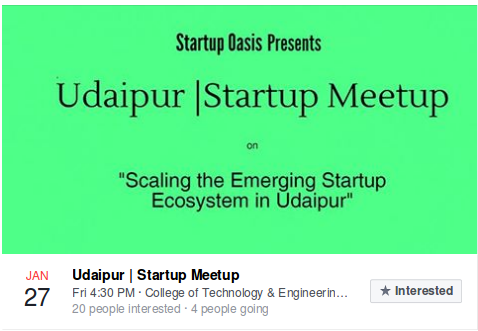 Startup Oasis Presents
Udaipur |Startup Meetup
on
"Scaling the Emerging Startup
Ecosystem in Udaipur"
JAN
27
Udaipur | Startup Meetup
Fri 4:30 PM · College of Technology & Engineerin…
20 people interested · 4 people going
★ Interested